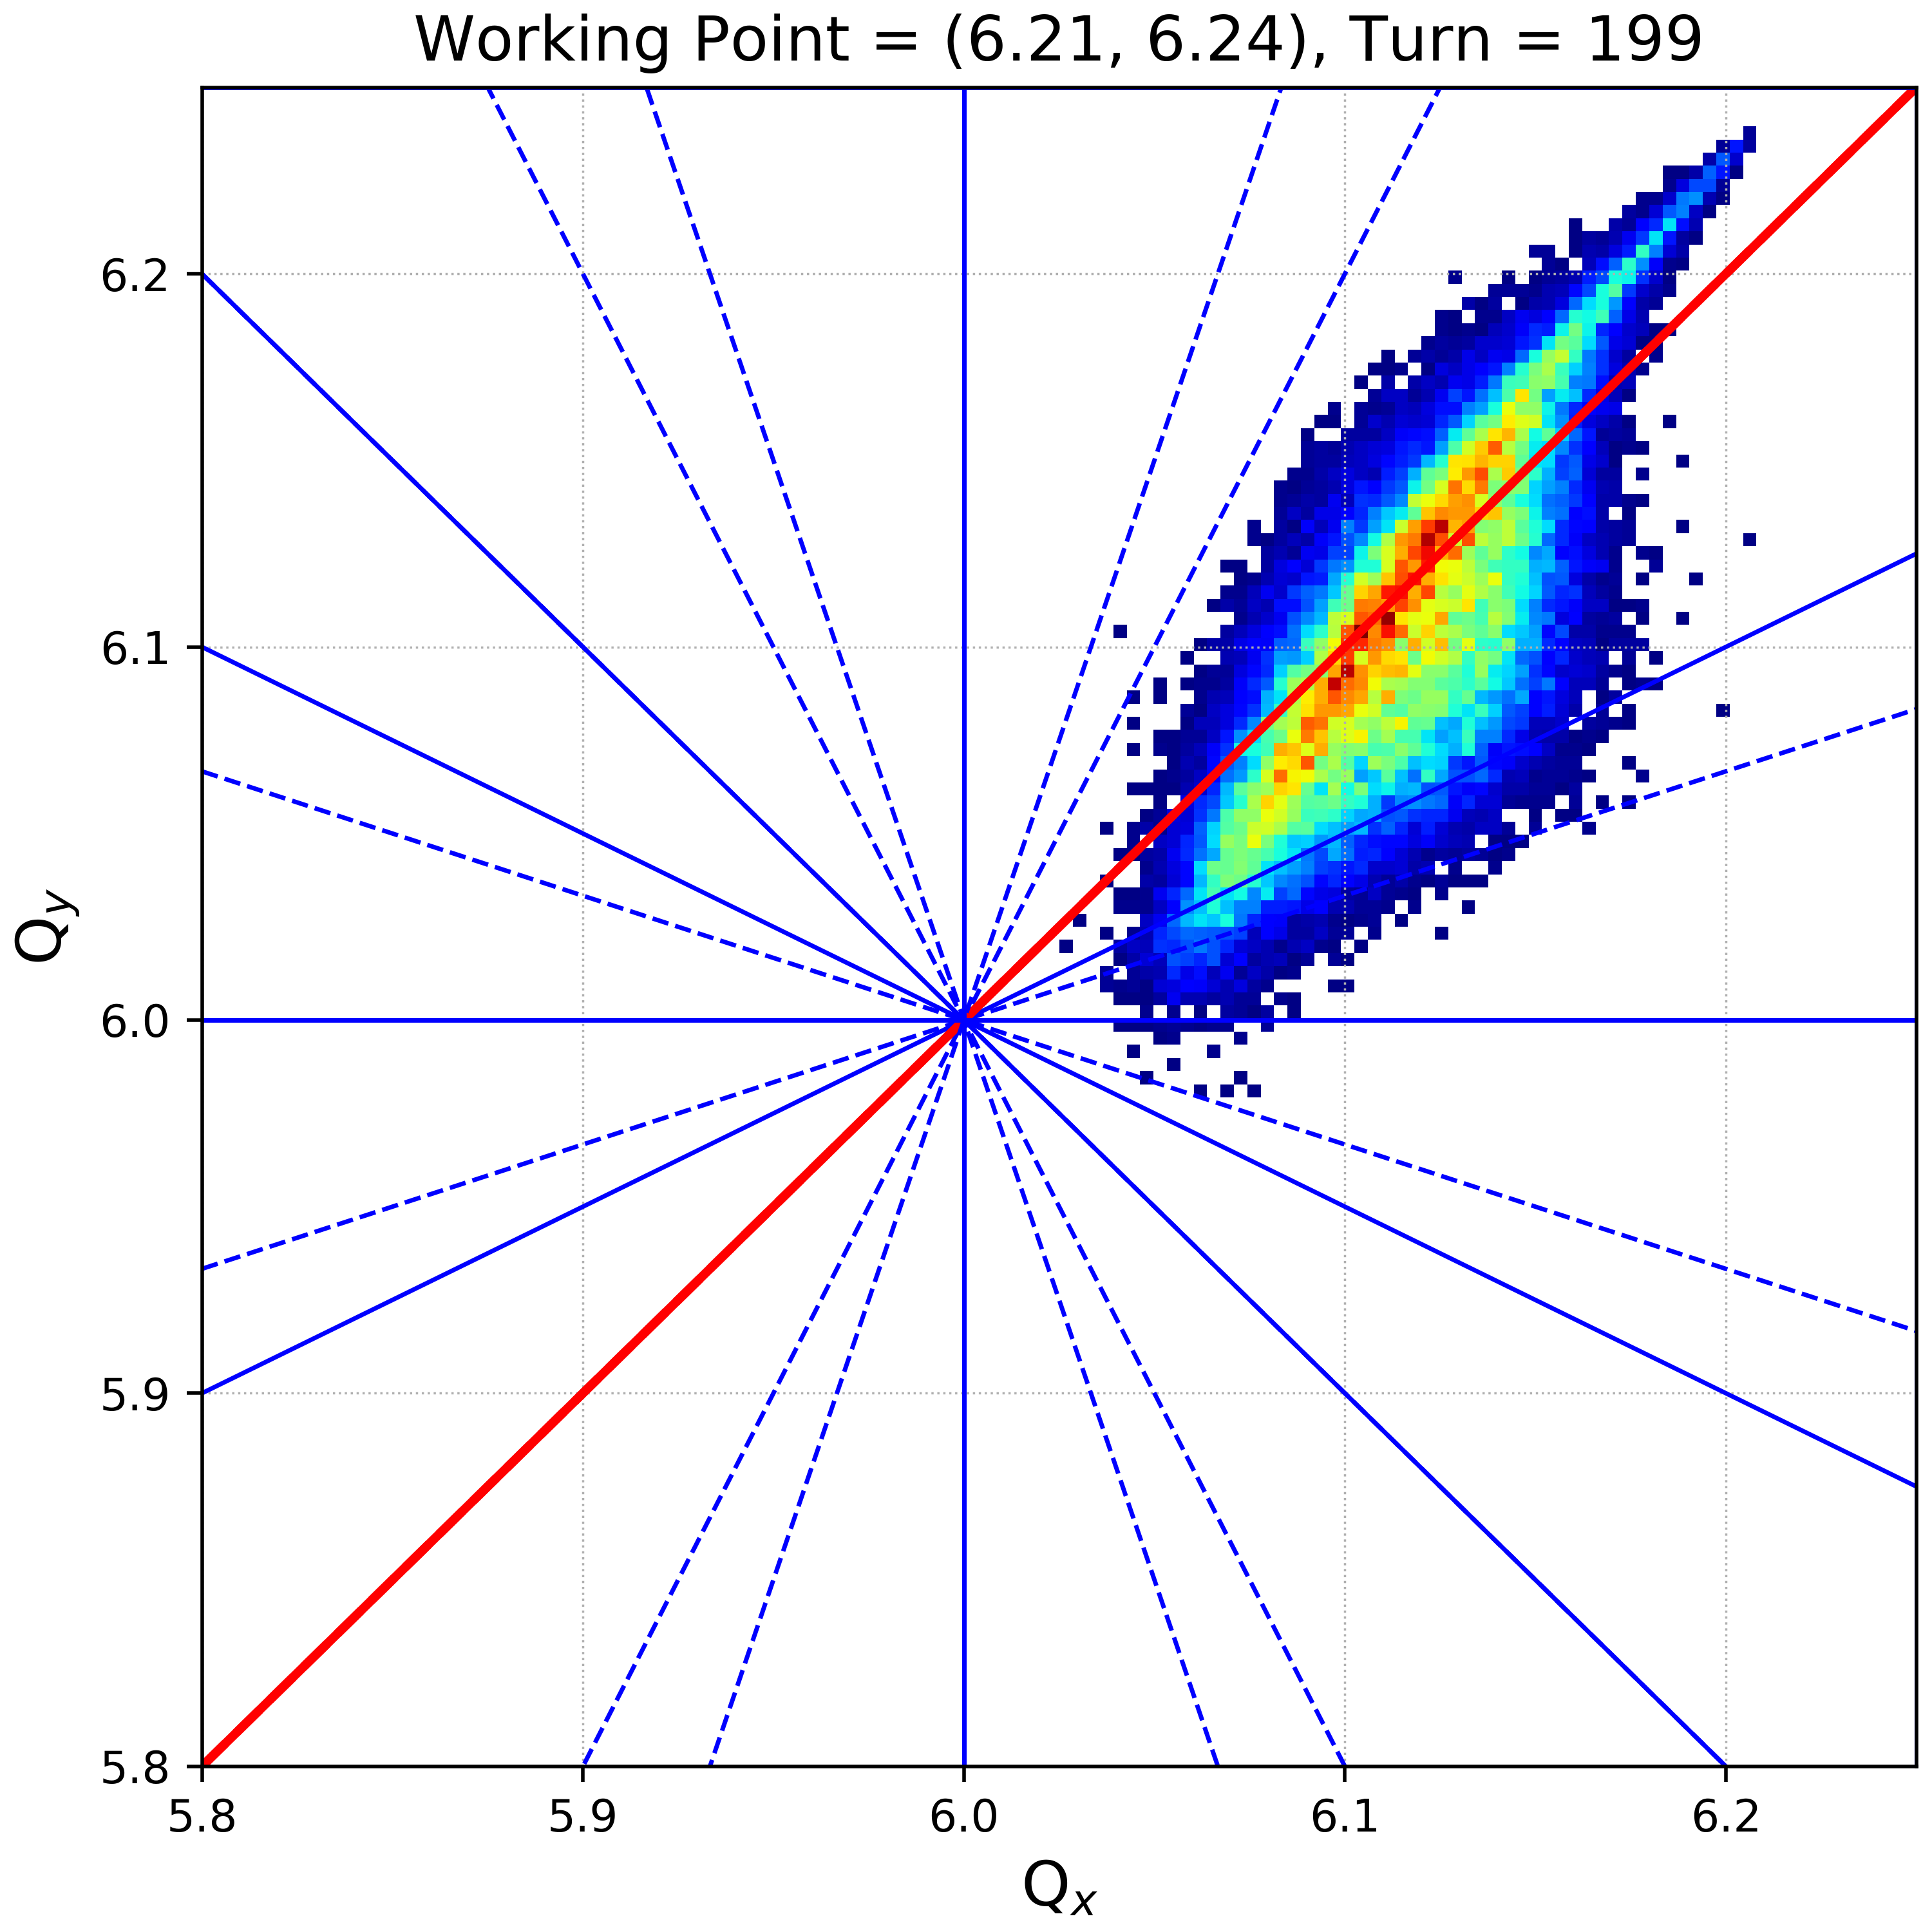 Working Point = (6.21, 6.24), Turn = 199
6.2
6.1
6.0
5.9
5.8
Qy
5.8 5.9 6.0 6.1 6.2
Qx